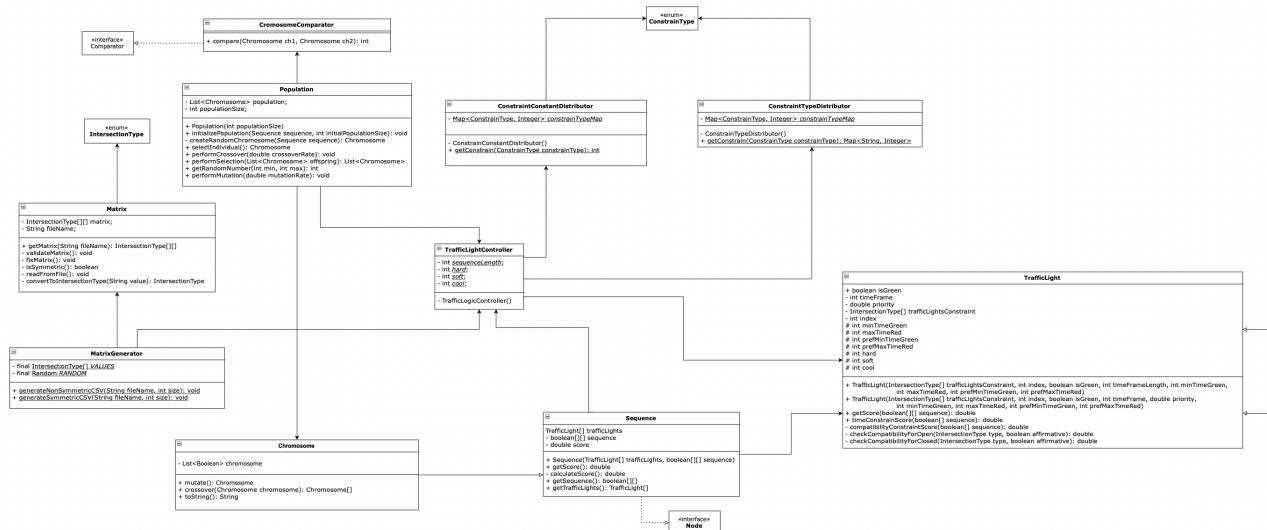 «enum»
ConstrainType
CromosomeComparator
+ compare(Chromosome ch1, Chromosome ch2): int
«interface»
Comparator
Population
- List<Chromosome> population;
- int populationSize;
+ Population(int populationSize)
+ initializePopulation(Sequence sequence, int initialPopulationSize): void
- createRandomChromosome(Sequence sequence): Chromosome
+ selectIndividual(): Chromosome
+ performCrossover(double crossoverRate): void
+ performSelection(List<Chromosome> offspring): List<Chromosome>
+ getRandomNumber(int min, int max): int
+ performMutation(double mutationRate): void
ConstraintConstantDistributor
- Map<ConstrainType, Integer> constrainTypeMap
- ConstrainConstantDistributor()
+ getConstrain(ConstrainType constrainType): int
ConstraintTypeDistributor
- Map<ConstrainType, Integer> constrainTypeMap
- ConstrainTypeDistributor()
+ getConstrain(ConstrainType constrainType): Map<String, Integer>
«enum»
IntersectionType
Matrix
- IntersectionType[][] matrix;
- String fileName;
+ getMatrix(String fileName): IntersectionType[][]
- validateMatrix(): void
- fixMatrix(): void
- isSymmetric(): boolean
- readFromFile(): void
- convertToIntersectionType(String value): IntersectionType
TrafficLightController
- int sequenceLength;
- int hard;
- int soft;
- int cool;
- TrafficLogicController()
TrafficLight
+ boolean isGreen
- int timeFrame
- double priority
- IntersectionType[] trafficLightsConstraint
- int index
# int minTimeGreen
# int maxTimeRed
# int prefMinTimeGreen
# int prefMaxTimeRed
# int hard
# int soft
# int cool
+ TrafficLight(IntersectionType[] trafficLightsConstraint, int index, boolean isGreen, int timeFrameLength, int minTimeGreen,
int maxTimeRed, int prefMinTimeGreen, int prefMaxTimeRed)
+ TrafficLight(IntersectionType[] trafficLightsConstraint, int index, boolean isGreen, int timeFrame, double priority,
int minTimeGreen, int maxTimeRed, int prefMinTimeGreen, int prefMaxTimeRed)
+ getScore(boolean[][] sequence): double
+ timeConstrainScore(boolean[] sequence): double
- compatibilityConstraintScore(boolean[] sequence): double
- checkCompatibilityForOpen(IntersectionType type, boolean affirmative): double
- checkCompatibilityForClosed(IntersectionType type, boolean affirmative): double
MatrixGenerator
- final IntersectionType[] VALUES
- final Random RANDOM
+ generateNonSymmetricCSV(String fileName, int size): void
+ generateSymmetricCSV(String fileName, int size): void
Sequence
TrafficLight[] trafficLights
- boolean[][] sequence
- double score
+ Sequence(TrafficLight[] trafficLights, boolean[][] sequence)
+ getScore(): double
- calculateScore(): double
+ getSequence(): boolean[][]
+ getTrafficLights(): TrafficLight[]
Chromosome
- List<Boolean> chromosome
+ mutate(): Chromosome
+ crossover(Chromosome chromosome): Chromosome[]
+ toString(): String
«interface»
Node